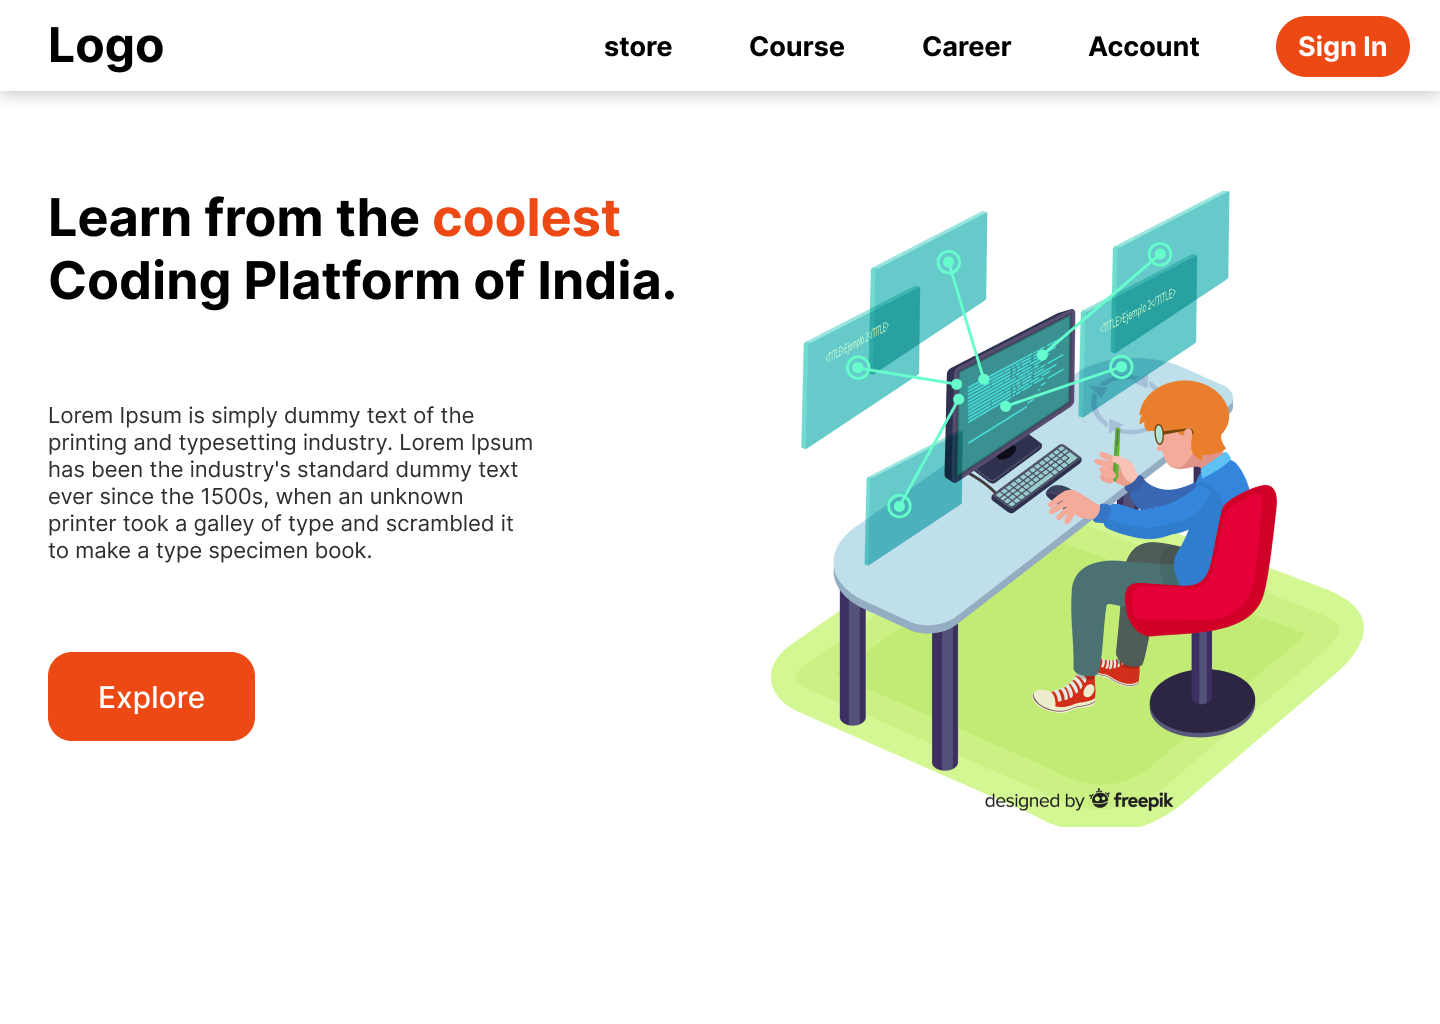 Logo
store
Course
Career
Account
Sign In
Learn from the coolest
Coding Platform of India.
<TITLE>Ejemplo 2</TITLE>
<TITLE>Ejemplo 2</TITLE>
Lorem Ipsum is simply dummy text of the
printing and typesetting industry. Lorem Ipsum
has been the industry's standard dummy text
ever since the 1500s, when an unknown
printer took a galley of type and scrambled it
to make a type specimen book.
Explore
designed by freepik